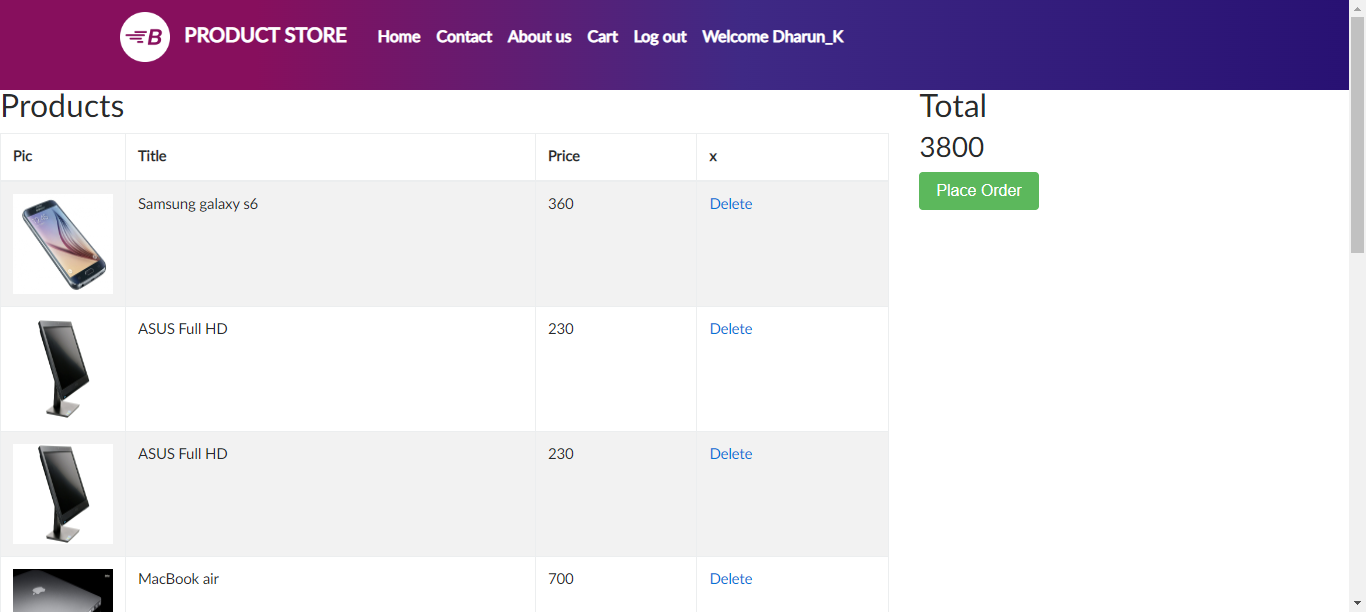 B PRODUCT STORE Home Contact About us Cart Log out Welcome Dharun_K
Products
Pic Title Price x
Samsung galaxy s6 360 Delete
ASUS Full HD 230 Delete
ASUS Full HD 230 Delete
MacBook air 700 Delete
Total
3800
Place Order